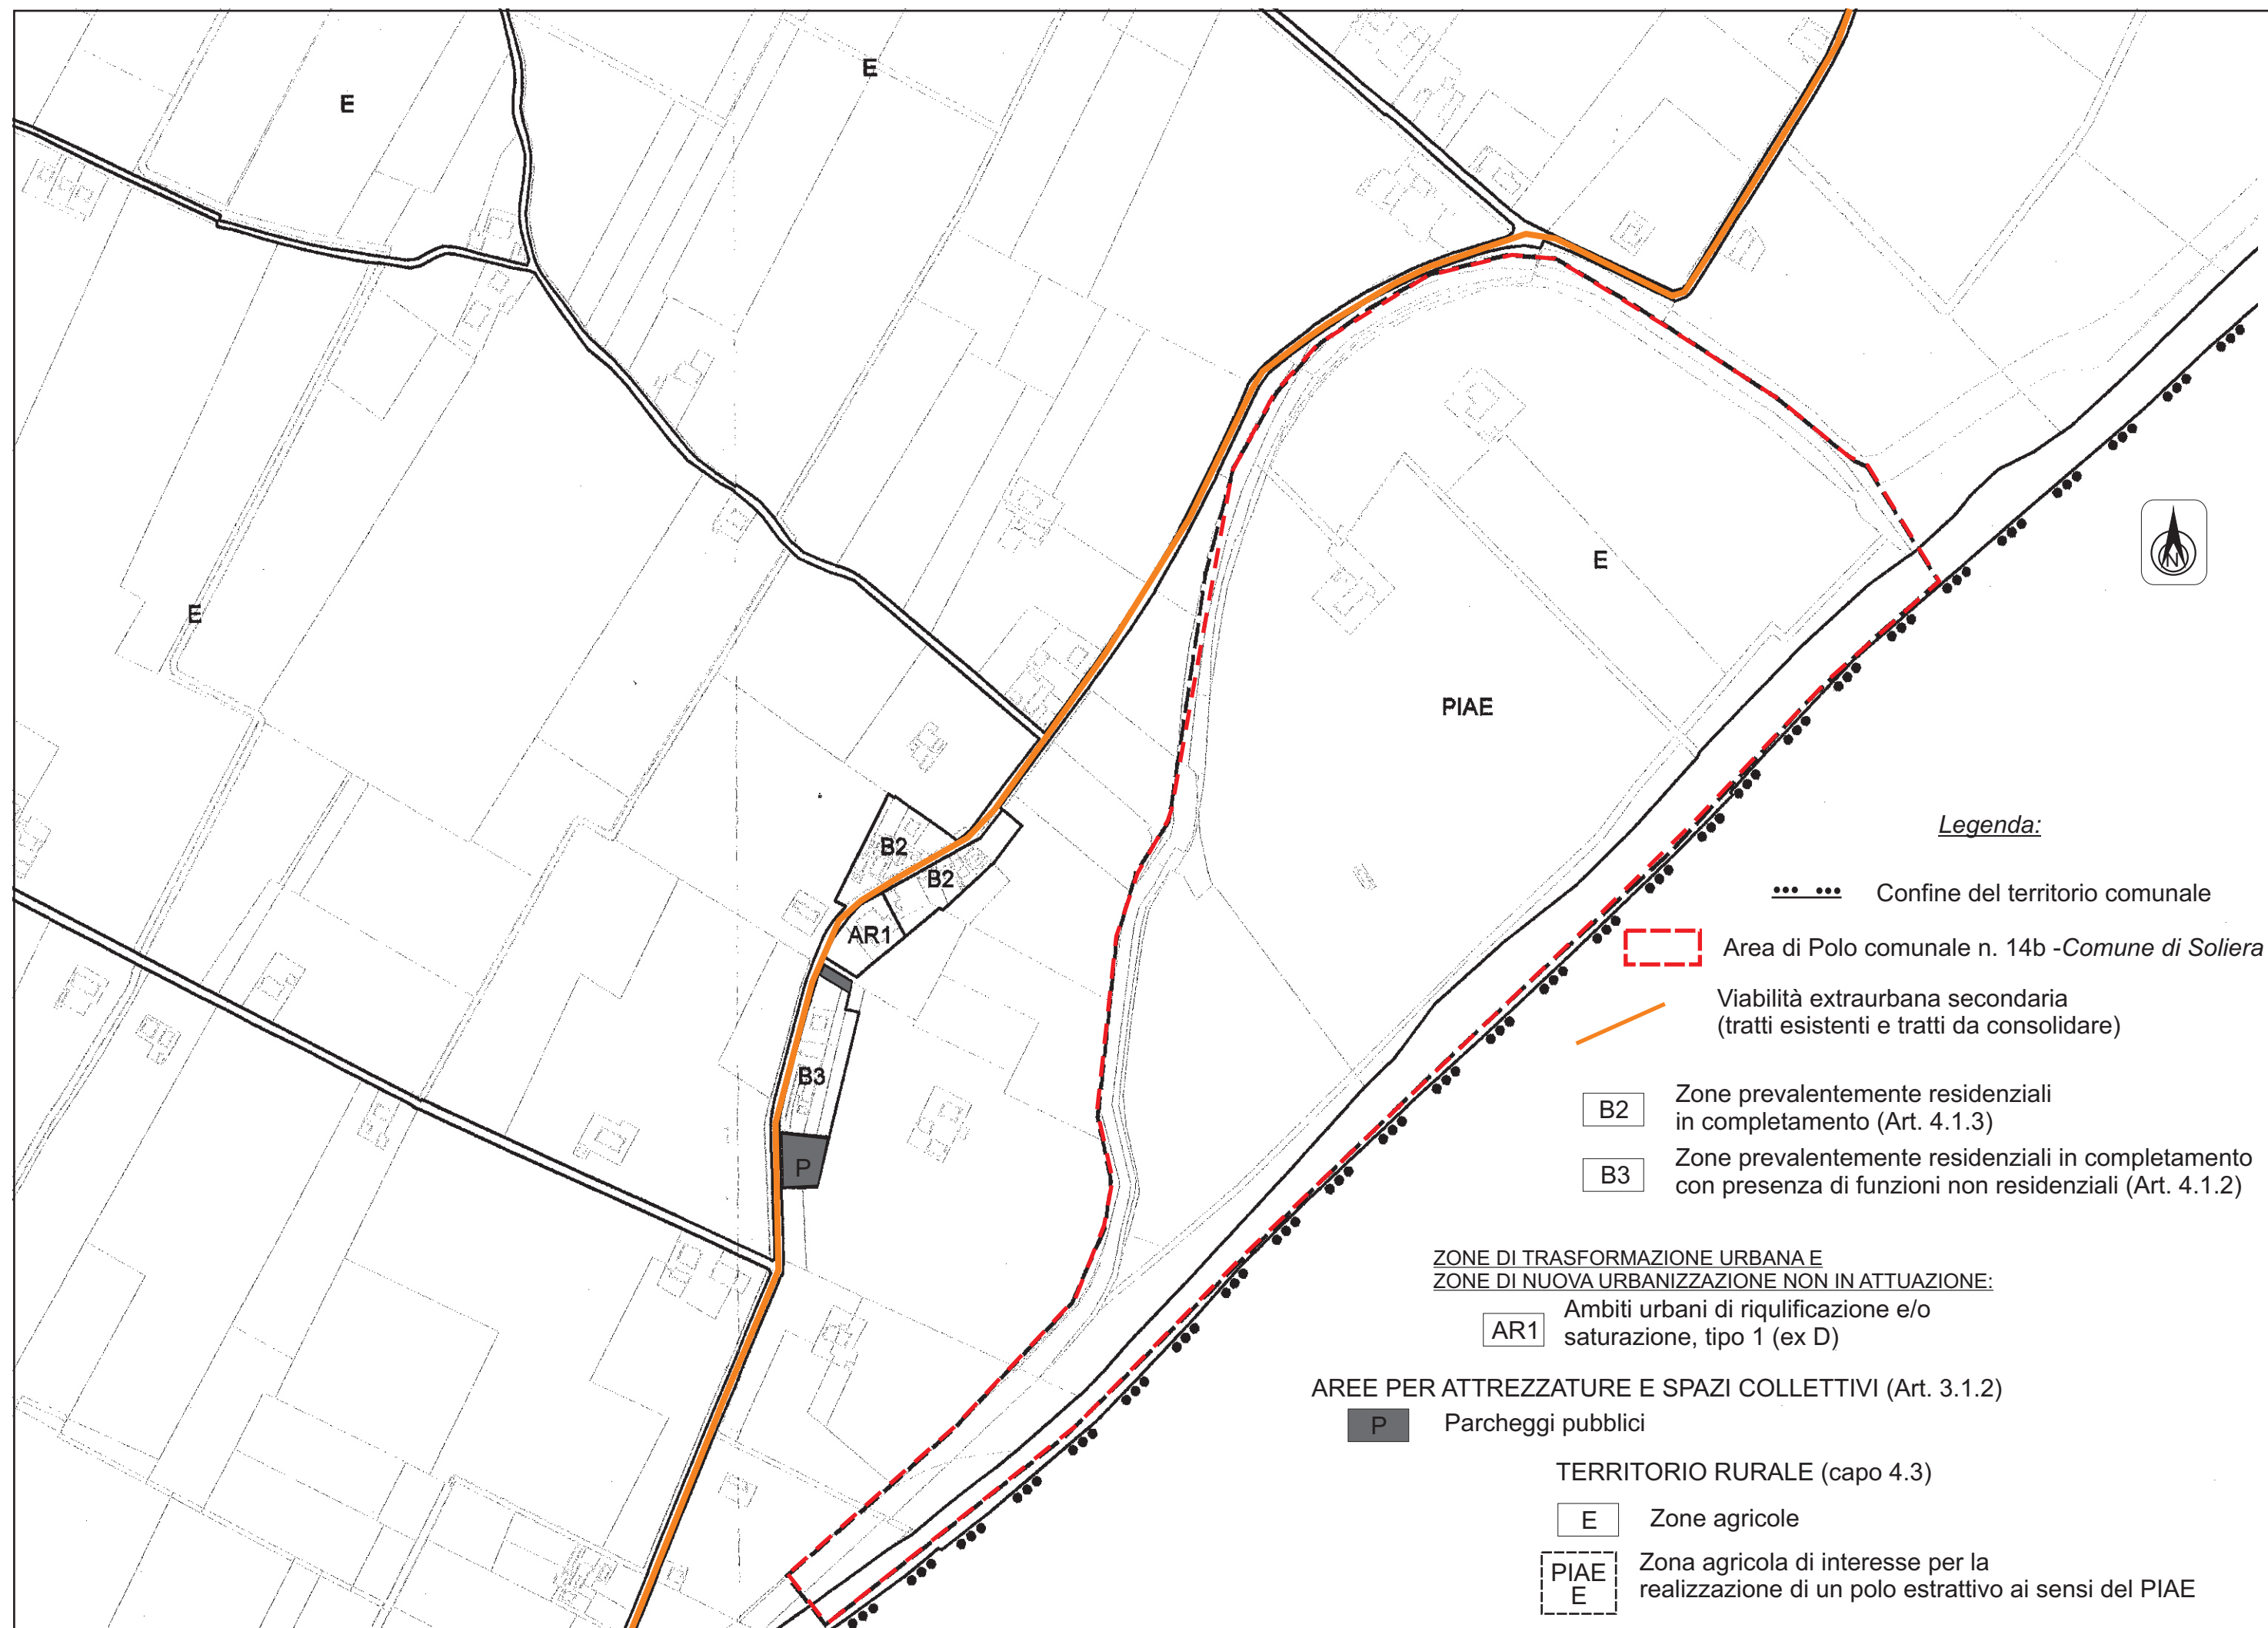 E
E
E
E
N
PIAE
B2
B2
AR1
B3
P
Legenda:
Confine del territorio comunale
Area di Polo comunale n. 14b -Comune di Soliera
Viabilità extraurbana secondaria
(tratti esistenti e tratti da consolidare)
B2
Zone prevalentemente residenziali
in completamento (Art. 4.1.3)
B3
Zone prevalentemente residenziali in completamento
con presenza di funzioni non residenziali (Art. 4.1.2)
ZONE DI TRASFORMAZIONE URBANA E
ZONE DI NUOVA URBANIZZAZIONE NON IN ATTUAZIONE:
AR1
Ambiti urbani di riqulificazione e/o
saturazione, tipo 1 (ex D)
AREE PER ATTREZZATURE E SPAZI COLLETTIVI (Art. 3.1.2)
P
Parcheggi pubblici
TERRITORIO RURALE (capo 4.3)
E
Zone agricole
PIAE
E
Zona agricola di interesse per la
realizzazione di un polo estrattivo ai sensi del PIAE